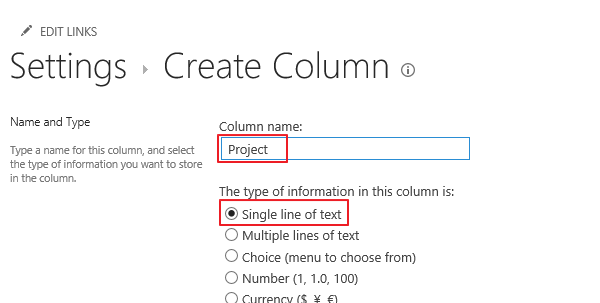 EDIT LINKS
Settings › Create Column
Name and Type
Type a name for this column, and select
the type of information you want to store
in the column.
Column name:
Project
The type of information in this column is:
Single line of text
Multiple lines of text
Choice (menu to choose from)
Number (1, 1.0, 100)
Currency ($, ¥, €)